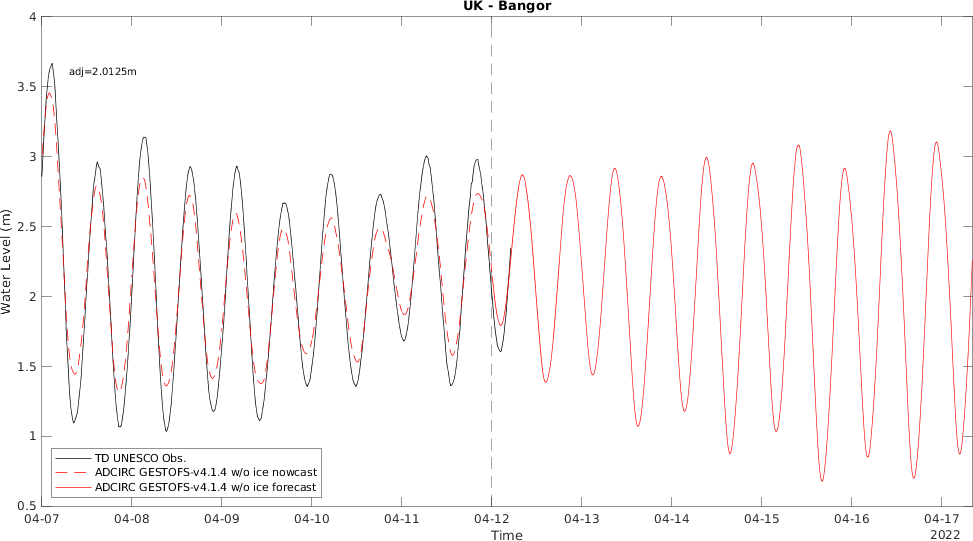 UK - Bangor
adj=2.0125m
Water Level (m)
4
3.5
3
2.5
2
1.5
1
0.5
TD UNESCO Obs.
ADCIRC GESTOFS-v4.1.4 w/o ice nowcast
ADCIRC GESTOFS-v4.1.4 w/o ice forecast
04-07 04-08 04-09 04-10 04-11 04-12 04-13 04-14 04-15 04-16 04-17
Time
2022